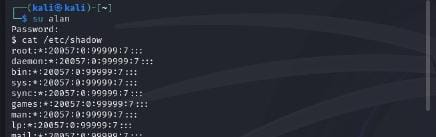 ┌──(kali㉿kali)-[~]
└─$ su alan
Password:
$ cat /etc/shadow
root:*:20057:0:99999:7:::
daemon:*:20057:0:99999:7:::
bin:*:20057:0:99999:7:::
sys:*:20057:0:99999:7:::
sync:*:20057:0:99999:7:::
games:*:20057:0:99999:7:::
man:*:20057:0:99999:7:::
lp:*:20057:0:99999:7:::
mail:*:20057:0:99999:7:::